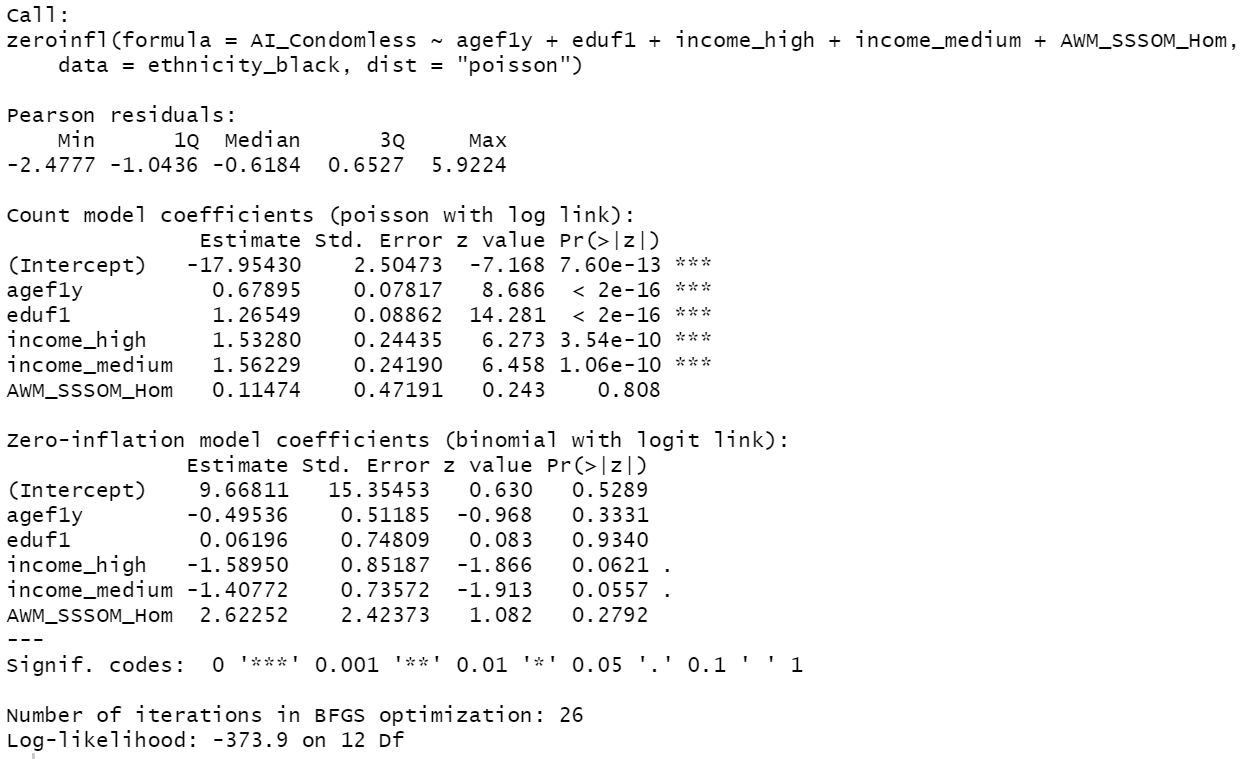 Call:
zeroinfl(formula = AI_Condomless ~ agef1y + eduf1 + income_high + income_medium + AWM_SSSOM_Hom,
    data = ethnicity_black, dist = "poisson")

Pearson residuals:
    Min      1Q  Median      3Q     Max
-2.4777 -1.0436 -0.6184  0.6527  5.9224

Count model coefficients (poisson with log link):
               Estimate Std. Error z value Pr(>|z|)
(Intercept)   -17.95430    2.50473  -7.168 7.60e-13 ***
agef1y          0.67895    0.07817   8.686  < 2e-16 ***
eduf1           1.26549    0.08862  14.281  < 2e-16 ***
income_high     1.53280    0.24435   6.273 3.54e-10 ***
income_medium   1.56229    0.24190   6.458 1.06e-10 ***
AWM_SSSOM_Hom   0.11474    0.47191   0.243    0.808

Zero-inflation model coefficients (binomial with logit link):
              Estimate Std. Error z value Pr(>|z|)
(Intercept)    9.66811   15.35453   0.630   0.5289
agef1y        -0.49536    0.51185  -0.968   0.3331
eduf1          0.06196    0.74809   0.083   0.9340
income_high   -1.58950    0.85187  -1.866   0.0621 .
income_medium -1.40772    0.73572  -1.913   0.0557 .
AWM_SSSOM_Hom  2.62252    2.42373   1.082   0.2792
---
Signif. codes:  0 '***' 0.001 '**' 0.01 '*' 0.05 '.' 0.1 ' ' 1

Number of iterations in BFGS optimization: 26
Log-likelihood: -373.9 on 12 Df